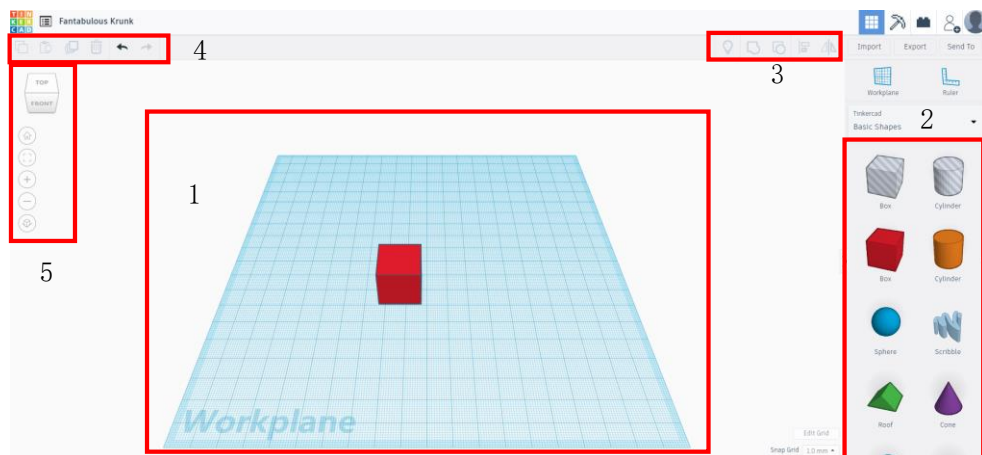 TIN
KER
CAD
Fantabulous Krunk
4
3
Import Export Send To
TOP
FRONT
Workplane Ruler
Tinkercad
Basic Shapes 2
1
5
Box Cylinder
Box Cylinder
Sphere Scribble
Roof Cone
Workplane
Edit Grid
Snap Grid 1.0 mm